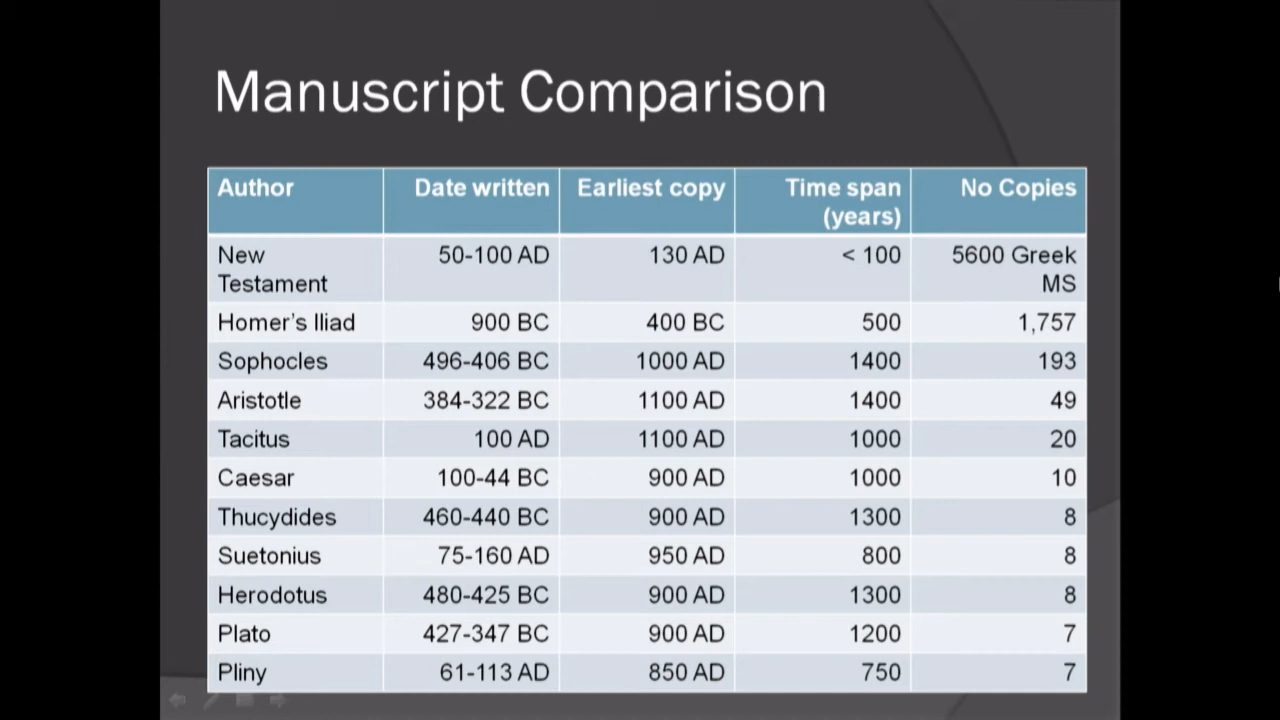 Manuscript Comparison
Author Date written Earliest copy Time span (years) No Copies
New Testament 50-100 AD 130 AD < 100 5600 Greek MS
Homer's Iliad 900 BC 400 BC 500 1,757
Sophocles 496-406 BC 1000 AD 1400 193
Aristotle 384-322 BC 1100 AD 1400 49
Tacitus 100 AD 1100 AD 1000 20
Caesar 100-44 BC 900 AD 1000 10
Thucydides 460-440 BC 900 AD 1300 8
Suetonius 75-160 AD 950 AD 800 8
Herodotus 480-425 BC 900 AD 1300 8
Plato 427-347 BC 900 AD 1200 7
Pliny 61-113 AD 850 AD 750 7